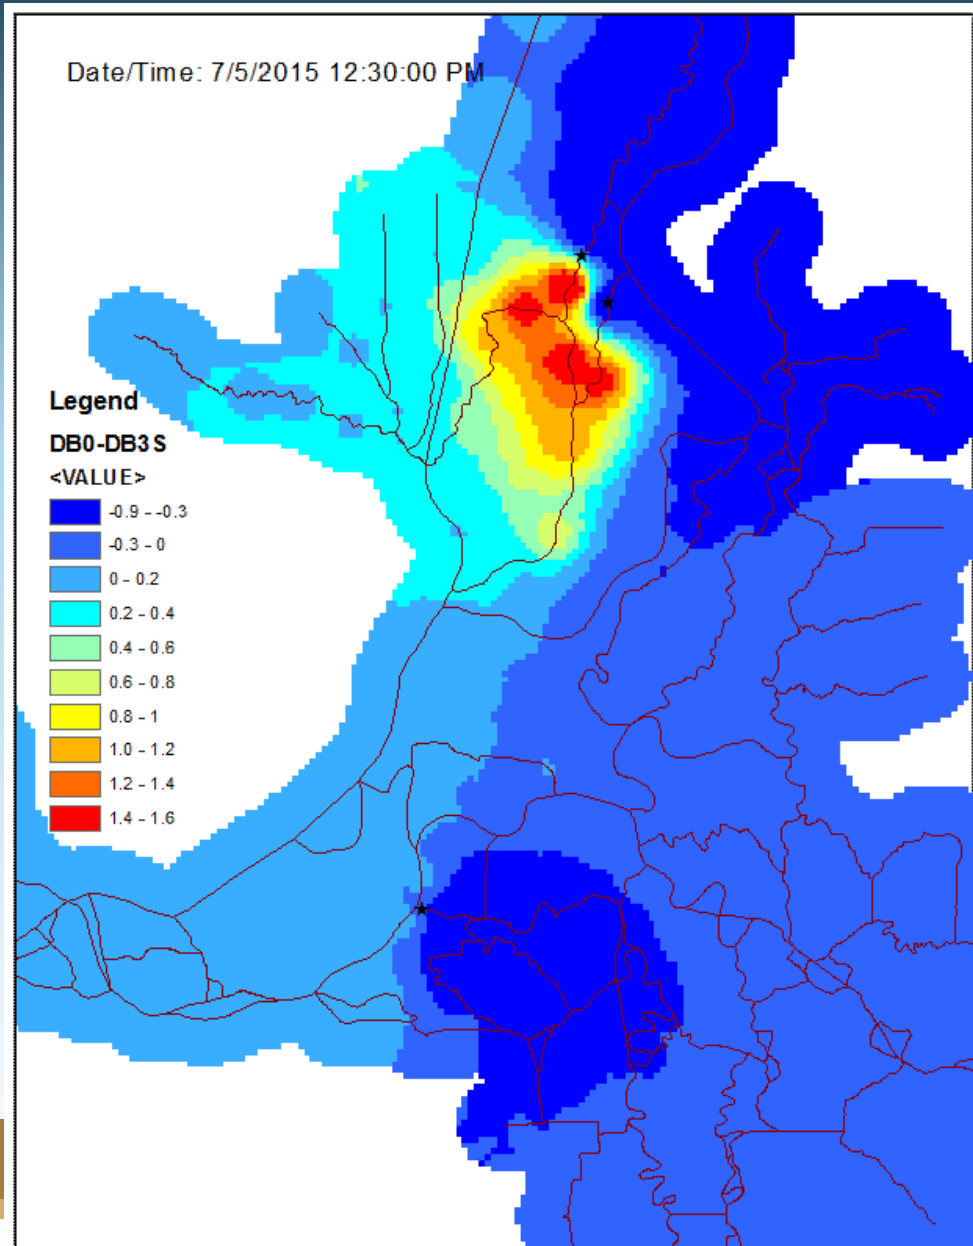 Date/Time: 7/5/2015 12:30:00 PM
Legend
DB0-DB3S
<VALUE>
-0.9 - -0.3
-0.3 - 0
0 - 0.2
0.2 - 0.4
0.4 - 0.6
0.6 - 0.8
0.8 - 1
1.0 - 1.2
1.2 - 1.4
1.4 - 1.6